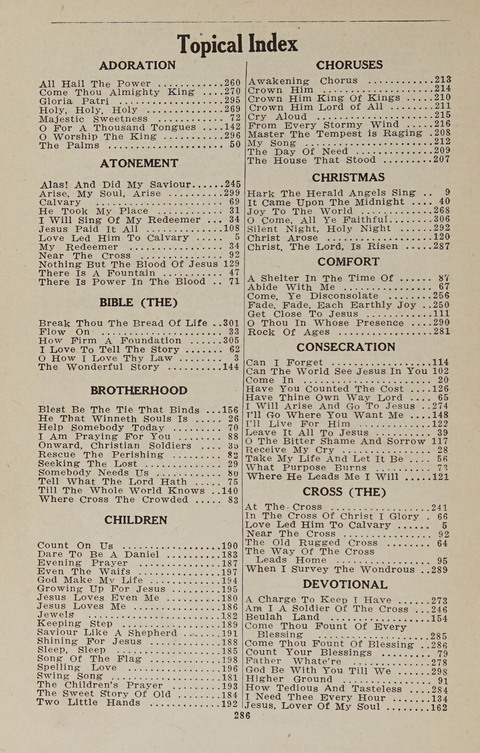 Topical Index
ADORATION
All Hail The Power ...........260
Come Thou Almighty King ....270
Gloria Patri ..................295
Holy, Holy, Holy .............269
Majestic Sweetness ........... 72
O For A Thousand Tongues ....142
O Worship The King ..........296
The Palms .................... 50
ATONEMENT
Alas! And Did My Saviour......245
Arise, My Soul, Arise .........299
Calvary ...................... 69
He Took My Place ............ 31
I Will Sing Of My Redeemer .. 34
Jesus Paid It All .............108
Love Led Him To Calvary ..... 5
My Redeemer ................ 34
Near The Cross .............. 92
Nothing But The Blood Of Jesus 129
There Is A Fountain .......... 47
There Is Power In The Blood .. 71
BIBLE (THE)
Break Thou The Bread Of Life ..301
Flow On ..................... 33
How Firm A Foundation ......305
I Love To Tell The Story ...... 62
O How I Love Thy Law ....... 3
The Wonderful Story ..........144
BROTHERHOOD
Blest Be The Tie That Binds ...156
He That Winneth Souls Is .... 26
Help Somebody Today ........ 70
I Am Praying For You ........ 88
Onward, Christian Soldiers ....
Rescue The Perishing ........ 82
Seeking The Lost ............. 29
Somebody Needs Us .......... 80
Tell What The Lord Hath .... 75
Till The Whole World Knows ..140
Where Cross The Crowded .... 83
CHILDREN
Count On Us .................190
Dare To Be A Daniel ..........183
Evening Prayer ...............187
Even The Waifs ..............197
God Make My Life ............194
Growing Up For Jesus ........195
Jesus Loves Even Me .........180
Jesus Loves Me ...............186
Jewels .......................182
Keeping Step .................189
Saviour Like A Shepherd ......191
Shining For Jesus .............188
Sleep, Sleep ..................185
Song Of The Flag .............198
Spelling Love .................196
Swing Song ...................181
The Children's Prayer .........193
The Sweet Story Of Old .......184
Two Little Hands .............192
CHORUSES
Awakening Chorus ...........213
Crown Him ..................214
Crown Him King Of Kings .....210
Crown Him Lord of All .......211
Cry Aloud ....................215
From Every Stormy Wind .....216
Master The Tempest is Raging .208
My Song .....................212
The Day Of Need .............209
The House That Stood ........207
CHRISTMAS
Hark The Herald Angels Sing .. 9
It Came Upon The Midnight .... 40
Joy To The World .............268
O Come, All Ye Faithful........306
Silent Night, Holy Night ......292
Christ Arose ..................120
Christ, The Lord, Is Risen .....287
COMFORT
A Shelter In The Time Of ...... 87
Abide With Me ............... 67
Come, Ye Disconsolate ........256
Fade, Fade, Each Earthly Joy ..250
Get Close To Jesus ............111
O Thou In Whose Presence ....290
Rock Of Ages .................281
CONSECRATION
Can I Forget .................114
Can The World See Jesus In You 102
Come In ..................... 20
Have You Counted The Cost ....126
Have Thine Own Way Lord .... 65
I Will Arise And Go To Jesus ..274
I'll Go Where You Want Me ....148
I'll Live For Him .............122
Leave It All To Jesus .......... 39
O The Bitter Shame And Sorrow 117
Receive My Cry .............. 28
Take My Life And Let It Be .... 56
What Purpose Burns .......... 73
Where He Leads Me I Will .....121
CROSS (THE)
At The Cross .................241
In The Cross Of Christ I Glory . 66
Love Led Him To Calvary ..... 5
Near The Cross .............. 92
The Old Rugged Cross ........ 64
The Way Of The Cross
Leads Home ................ 95
When I Survey The Wondrous ..289
DEVOTIONAL
A Charge To Keep I Have .....273
Am I A Soldier Of The Cross ..246
Beulah Land .................154
Come Thou Fount Of Every
Blessing ....................285
Come Thou Fount Of Blessing ..286
Count Your Blessings ......... 79
Father Whate're ..............278
God Be With You Till We .....298
Higher Ground ............... 91
How Tedious And Tasteless ....284
I Need Thee Every Hour ......134
Jesus, Lover Of My Soul .......162
286